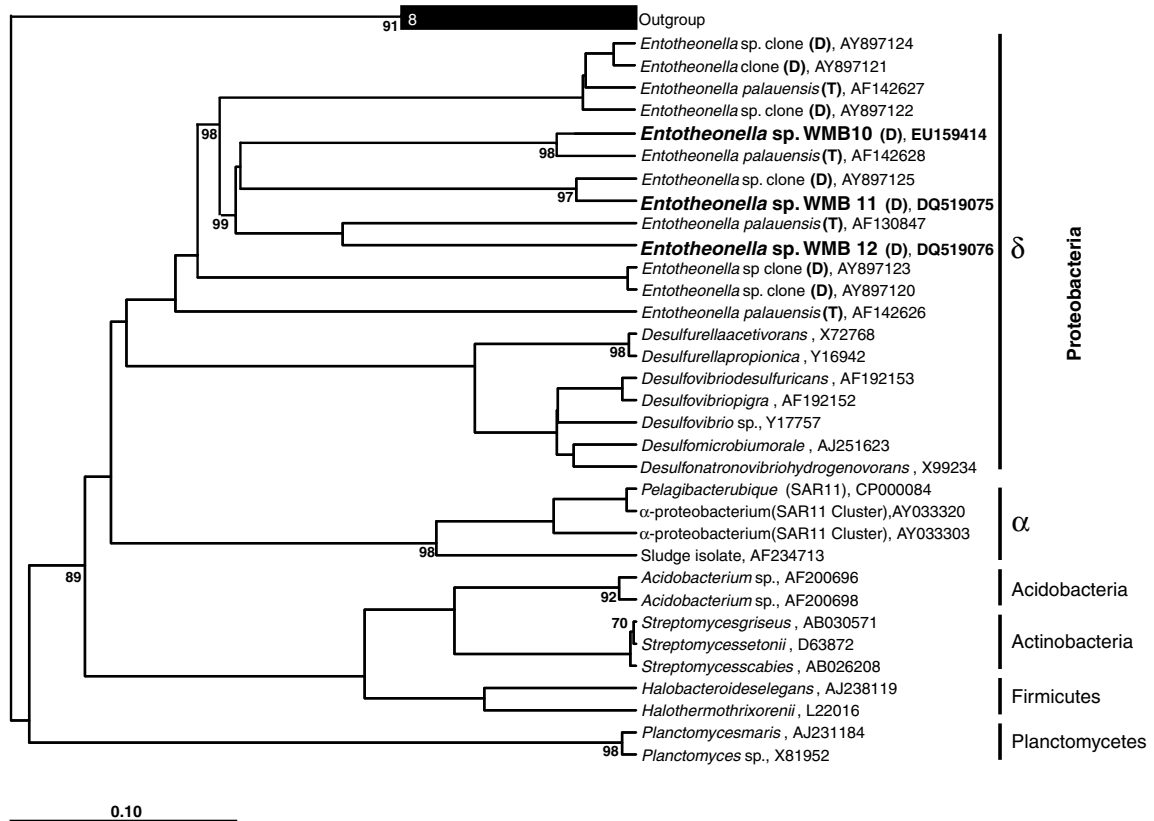 8
Outgroup
91
Entotheonella sp. clone (D), AY897124
Entotheonella clone (D), AY897121
Entotheonella palauensis (T), AF142627
Entotheonella sp. clone (D), AY897122
98
Entotheonella sp. WMB10 (D), EU159414
98
Entotheonella palauensis (T), AF142628
Entotheonella sp. clone (D), AY897125
97
Entotheonella sp. WMB 11 (D), DQ519075
99
Entotheonella palauensis (T), AF130847
Entotheonella sp. WMB 12 (D), DQ519076
Entotheonella sp clone (D), AY897123
Entotheonella sp. clone (D), AY897120
Entotheonella palauensis (T), AF142626
Desulfurellaacetivorans , X72768
98
Desulfurellapropionica , Y16942
Desulfovibriodesulfuricans , AF192153
Desulfovibriopigra , AF192152
Desulfovibrio sp., Y17757
Desulfomicrobiumorale , AJ251623
Desulfonatronovibriohydrogenovorans , X99234
δ
Proteobacteria
Pelagibacterubique (SAR11), CP000084
α-proteobacterium(SAR11 Cluster),AY033320
α-proteobacterium(SAR11 Cluster), AY033303
98
Sludge isolate, AF234713
α
89
Acidobacterium sp., AF200696
92
Acidobacterium sp., AF200698
Acidobacteria
70
Streptomycesgriseus , AB030571
Streptomycessetonii , D63872
Streptomycesscabies , AB026208
Actinobacteria
Halobacteroideselegans , AJ238119
Halothermothrixorenii , L22016
Firmicutes
Planctomycesmaris , AJ231184
98
Planctomyces sp., X81952
Planctomycetes
0.10